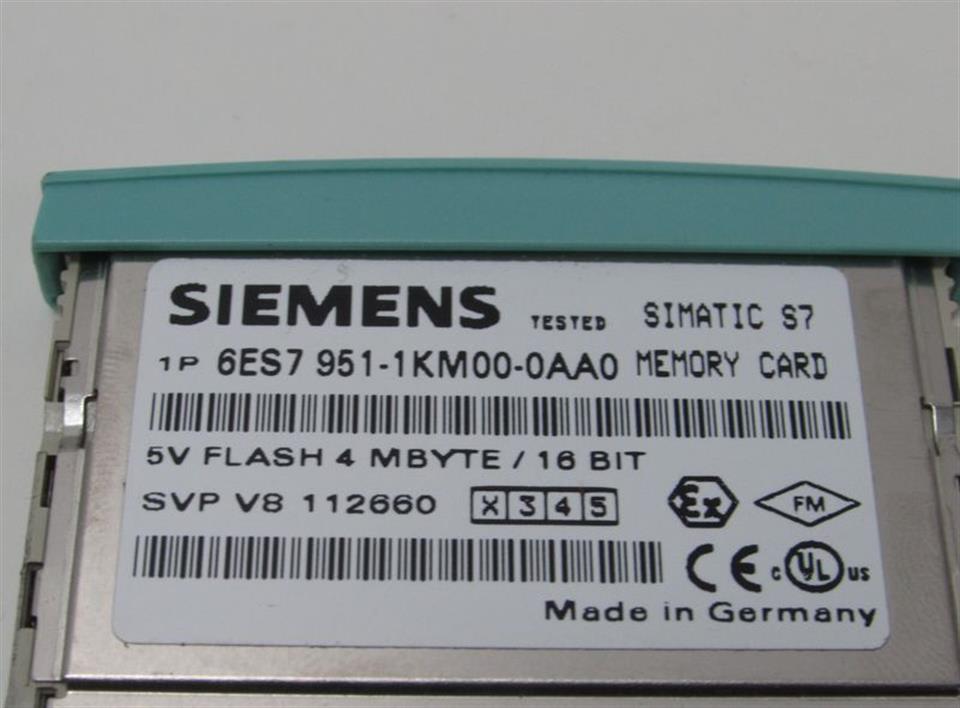 SIEMENS TESTED SIMATIC S7
1P 6ES7 951-1KM00-0AA0 MEMORY CARD
5V FLASH 4 MBYTE / 16 BIT
SVP V8 112660 X 3 4 5 Ex FM
CE c UL us
Made in Germany